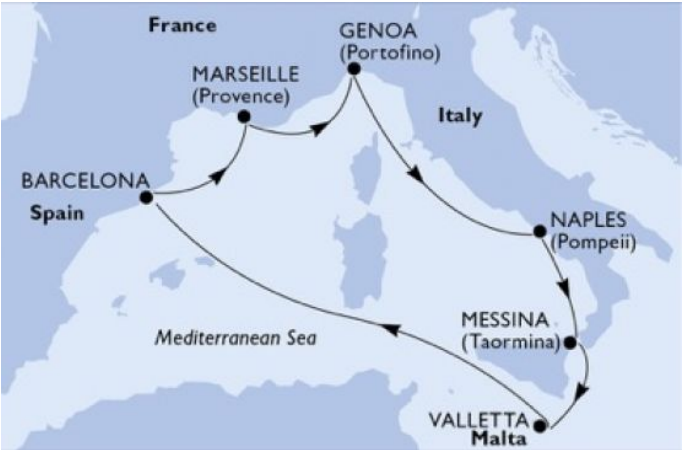 France
GENOA
(Portofino)
MARSEILLE
(Provence)
Italy
BARCELONA
Spain
NAPLES
(Pompeii)
MESSINA
(Taormina)
Mediterranean Sea
VALLETTA
Malta